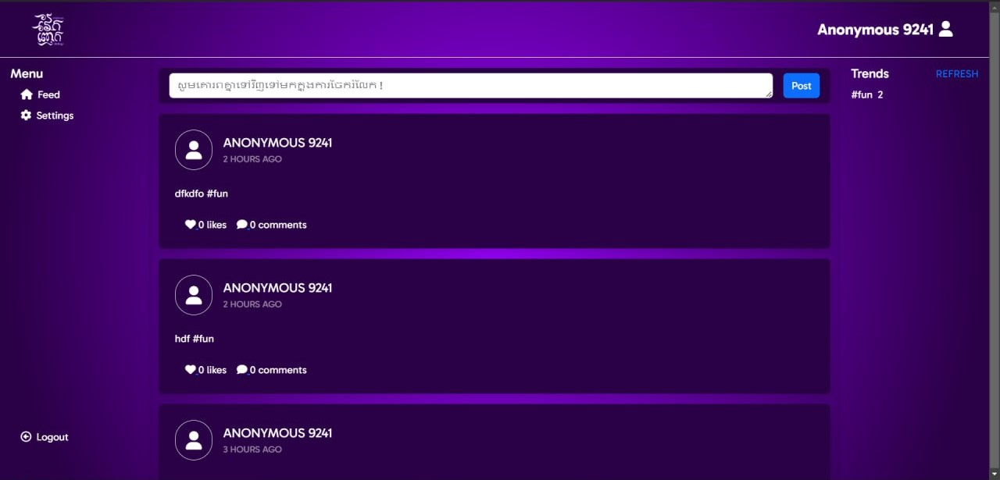 Anonymous 9241
Menu
Feed
Settings
Logout
សូមគោរពគ្នាទៅវិញទៅមកក្នុងការចែករំលែក !
Post
ANONYMOUS 9241
2 HOURS AGO
dfkdfo #fun
0 likes 0 comments
ANONYMOUS 9241
2 HOURS AGO
hdf #fun
0 likes 0 comments
ANONYMOUS 9241
3 HOURS AGO
Trends REFRESH
#fun 2